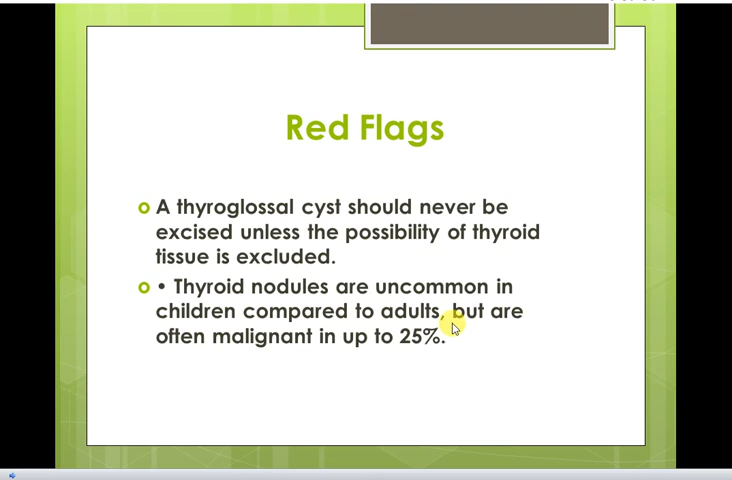 Red Flags
A thyroglossal cyst should never be
excised unless the possibility of thyroid
tissue is excluded.
• Thyroid nodules are uncommon in
children compared to adults, but are
often malignant in up to 25%.